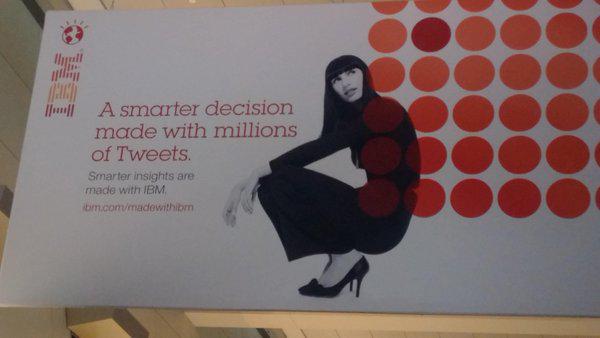 IBM
A smarter decision
made with millions
of Tweets.
Smarter insights are
made with IBM.
ibm.com/madewithibm